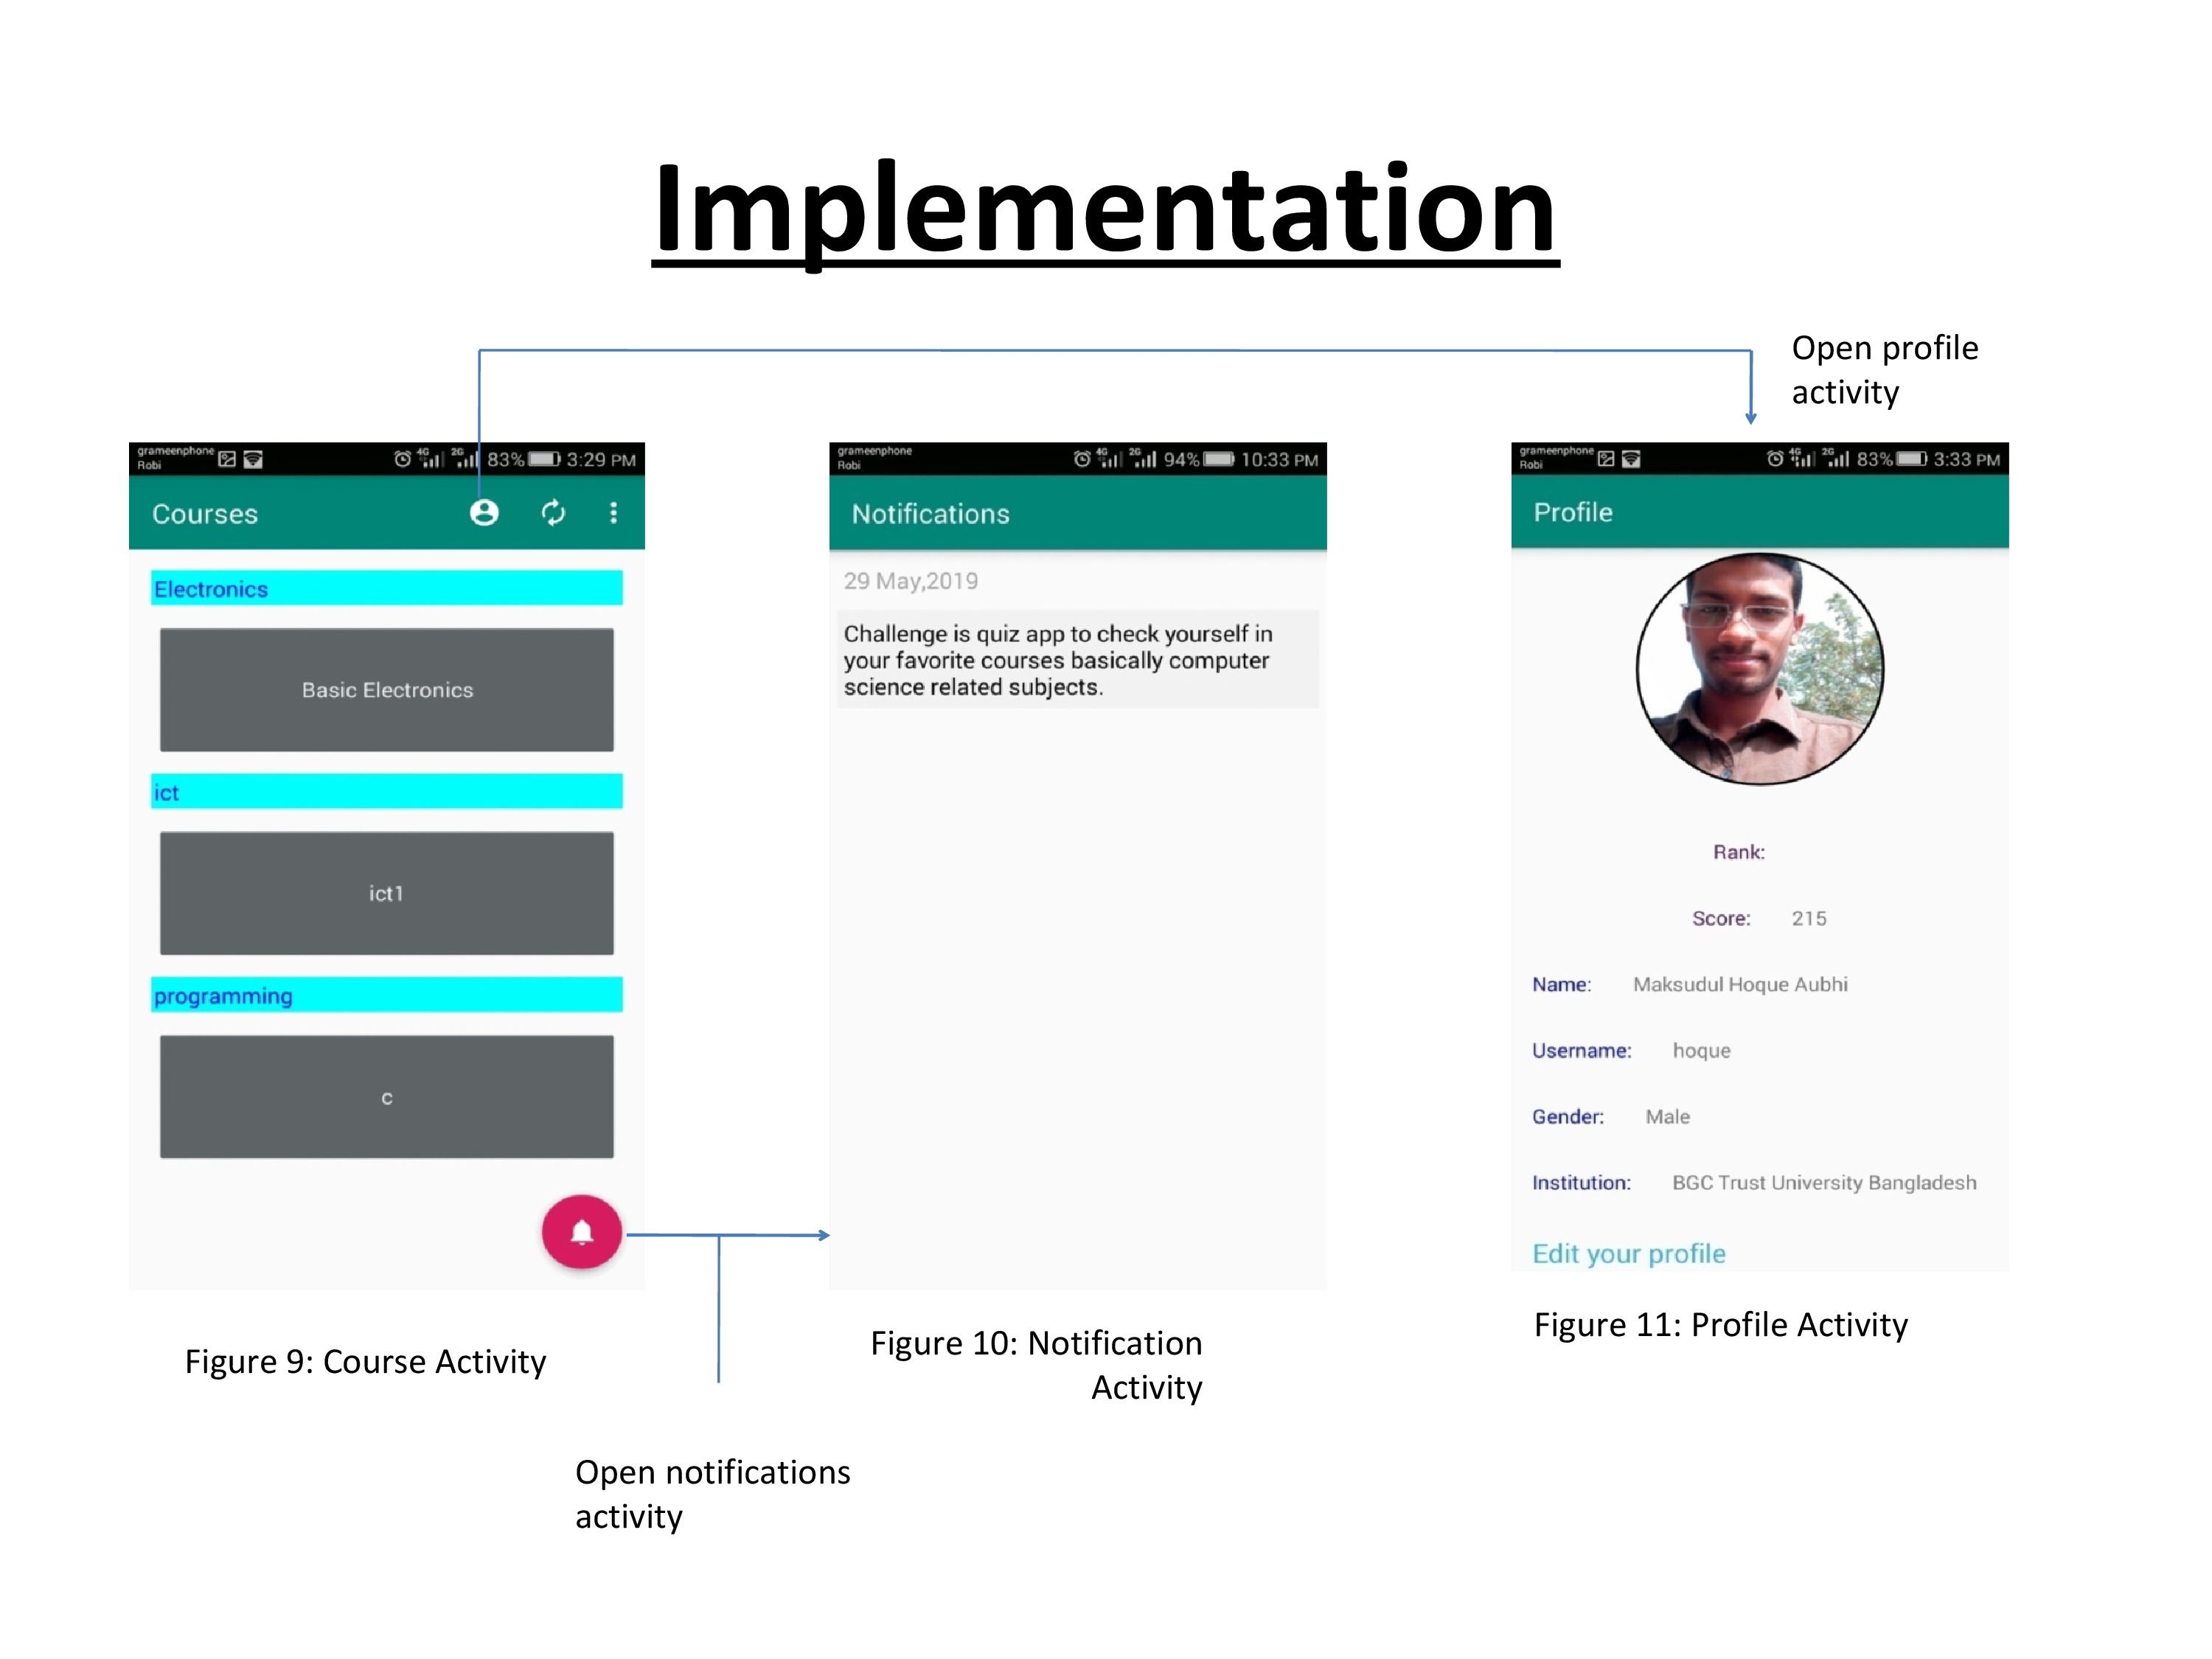 Implementation
Open profile
activity
grameenphone
Robi
4G 2G 83% 3:29 PM
Courses
Electronics
Basic Electronics
ict
ict1
programming
c
Figure 9: Course Activity
Open notifications
activity
grameenphone
Robi
4G 2G 94% 10:33 PM
Notifications
29 May,2019
Challenge is quiz app to check yourself in
your favorite courses basically computer
science related subjects.
Figure 10: Notification
Activity
grameenphone
Robi
4G 2G 83% 3:33 PM
Profile
Rank:
Score: 215
Name: Maksudul Hoque Aubhi
Username: hoque
Gender: Male
Institution: BGC Trust University Bangladesh
Edit your profile
Figure 11: Profile Activity